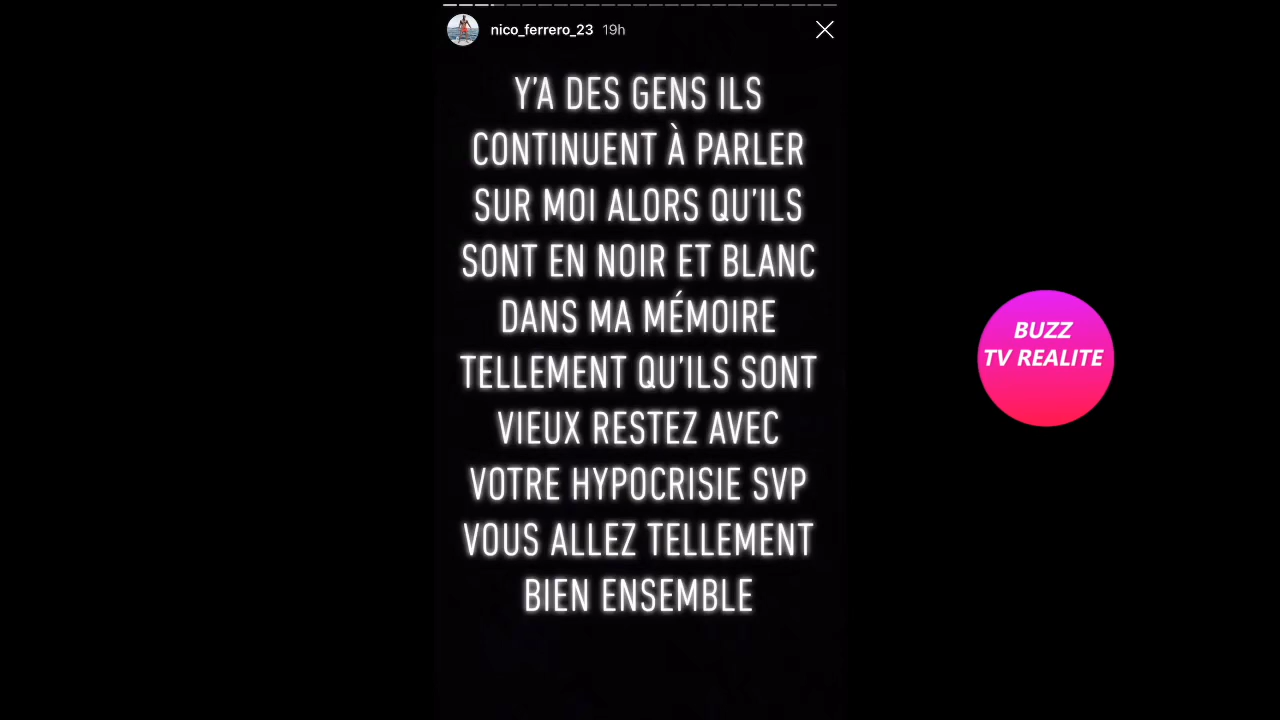 nico_ferrero_23 19h
Y'A DES GENS ILS
CONTINUENT À PARLER
SUR MOI ALORS QU'ILS
SONT EN NOIR ET BLANC
DANS MA MÉMOIRE
TELLEMENT QU'ILS SONT
VIEUX RESTEZ AVEC
VOTRE HYPOCRISIE SVP
VOUS ALLEZ TELLEMENT
BIEN ENSEMBLE
BUZZ
TV REALITE